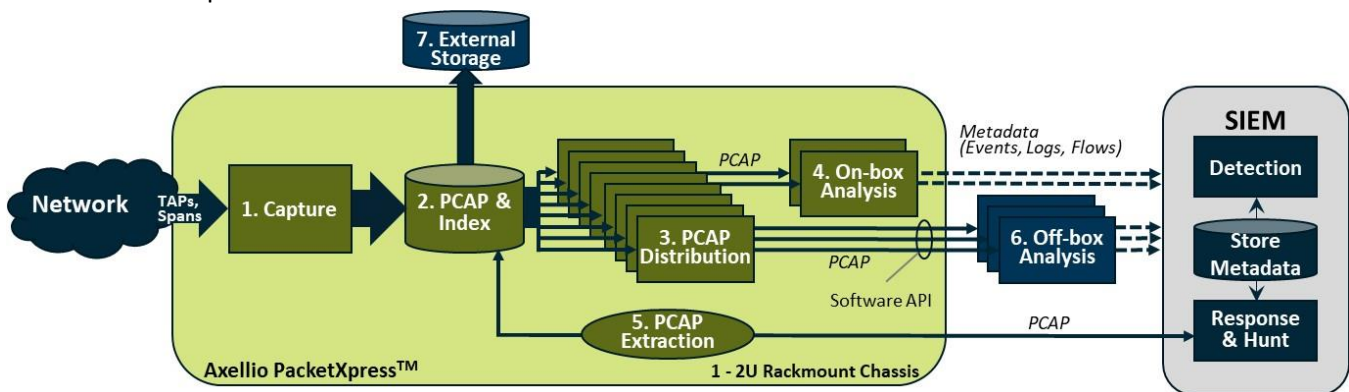 7. External
Storage
Network
TAPs,
Spans
1. Capture
2. PCAP &
Index
3. PCAP
Distribution
PCAP
4. On-box
Analysis
PCAP
Software API
5. PCAP
Extraction
PCAP
Axellio PacketXpress™
1 - 2U Rackmount Chassis
Metadata
(Events, Logs, Flows)
6. Off-box
Analysis
SIEM
Detection
Store
Metadata
Response
& Hunt